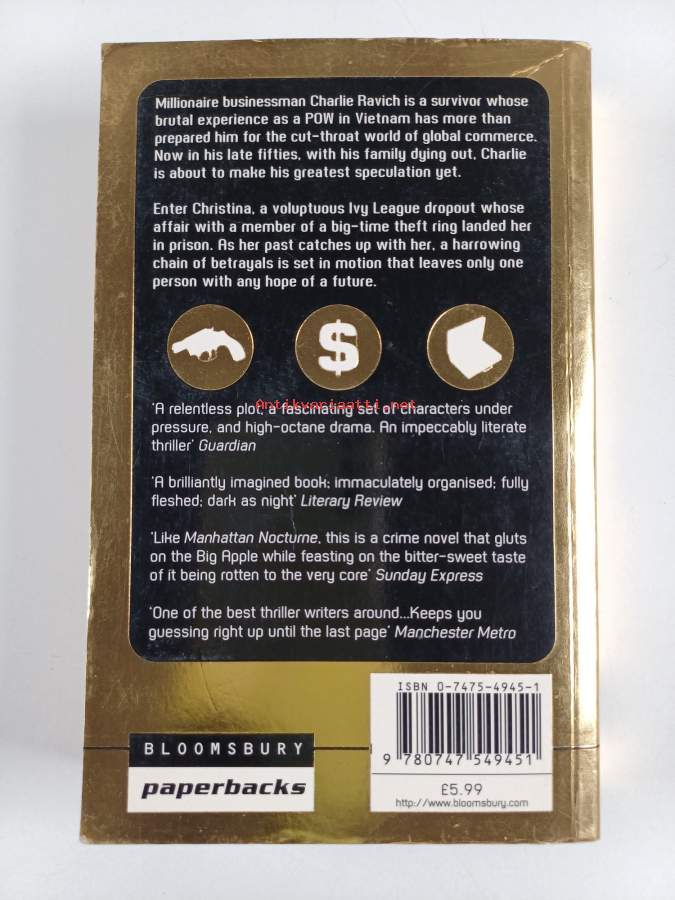 Millionaire businessman Charlie Ravich is a survivor whose
brutal experience as a POW in Vietnam has more than
prepared him for the cut-throat world of global commerce.
Now in his late fifties, with his family dying out, Charlie
is about to make his greatest speculation yet.
Enter Christina, a voluptuous Ivy League dropout whose
affair with a member of a big-time theft ring landed her
in prison. As her past catches up with her, a harrowing
chain of betrayals is set in motion that leaves only one
person with any hope of a future.
$
Antikvariaatti.net
'A relentless plot, a fascinating set of characters under
pressure, and high-octane drama. An impeccably literate
thriller' Guardian
'A brilliantly imagined book; immaculately organised; fully
fleshed; dark as night' Literary Review
'Like Manhattan Nocturne, this is a crime novel that gluts
on the Big Apple while feasting on the bitter-sweet taste
of it being rotten to the very core' Sunday Express
'One of the best thriller writers around...Keeps you
guessing right up until the last page' Manchester Metro
ISBN 0-7475-4945-1
9 780747 549451
£5.99
http://www.bloomsbury.com
BLOOMSBURY
paperbacks